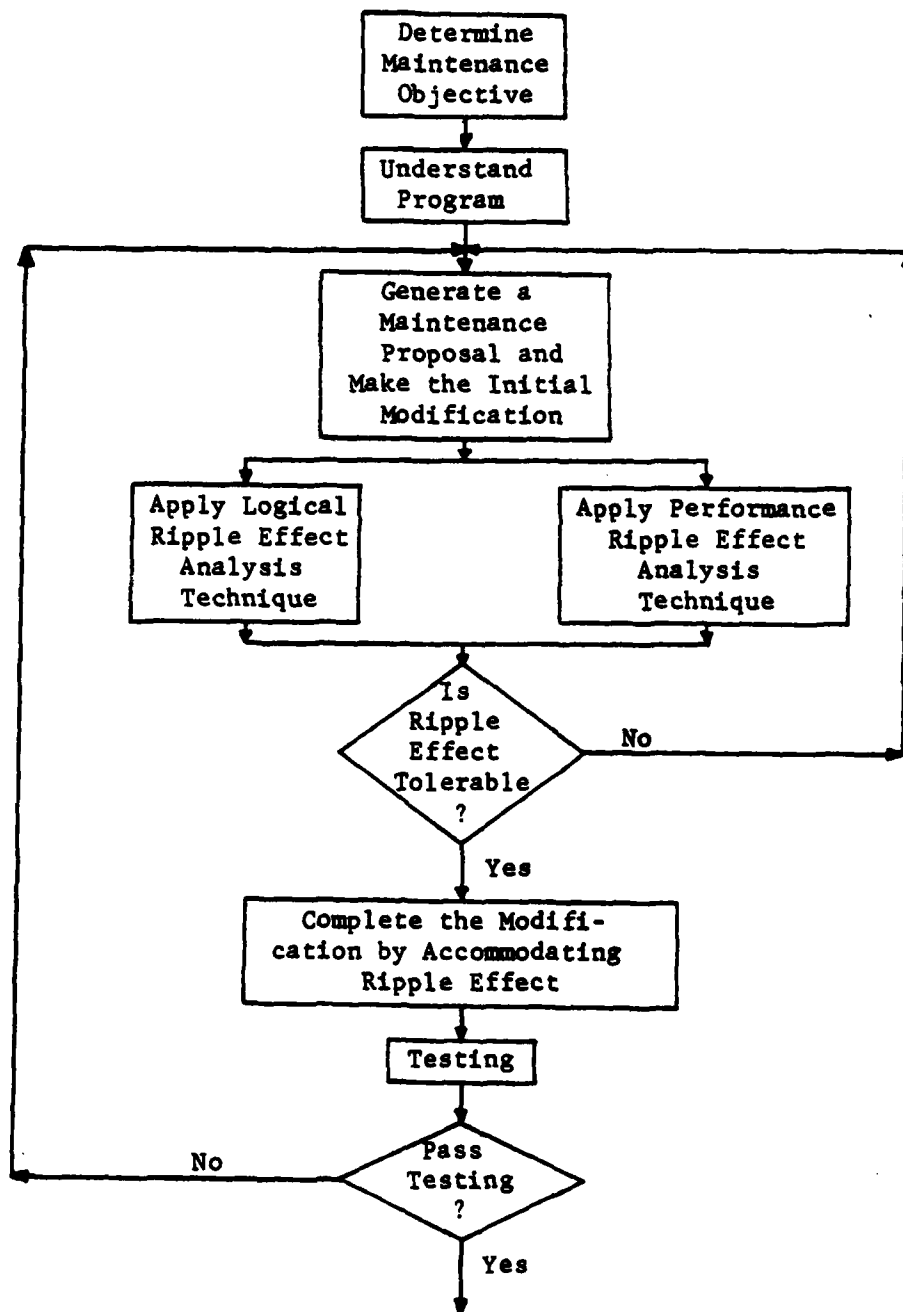 Determine
Maintenance
Objective
Understand
Program
Generate a
Maintenance
Proposal and
Make the Initial
Modification
Apply Logical
Ripple Effect
Analysis
Technique
Apply Performance
Ripple Effect
Analysis
Technique
Is
Ripple
Effect
Tolerable
?
No
Yes
Complete the Modifi-
cation by Accommodating
Ripple Effect
Testing
Pass
Testing
?
No
Yes